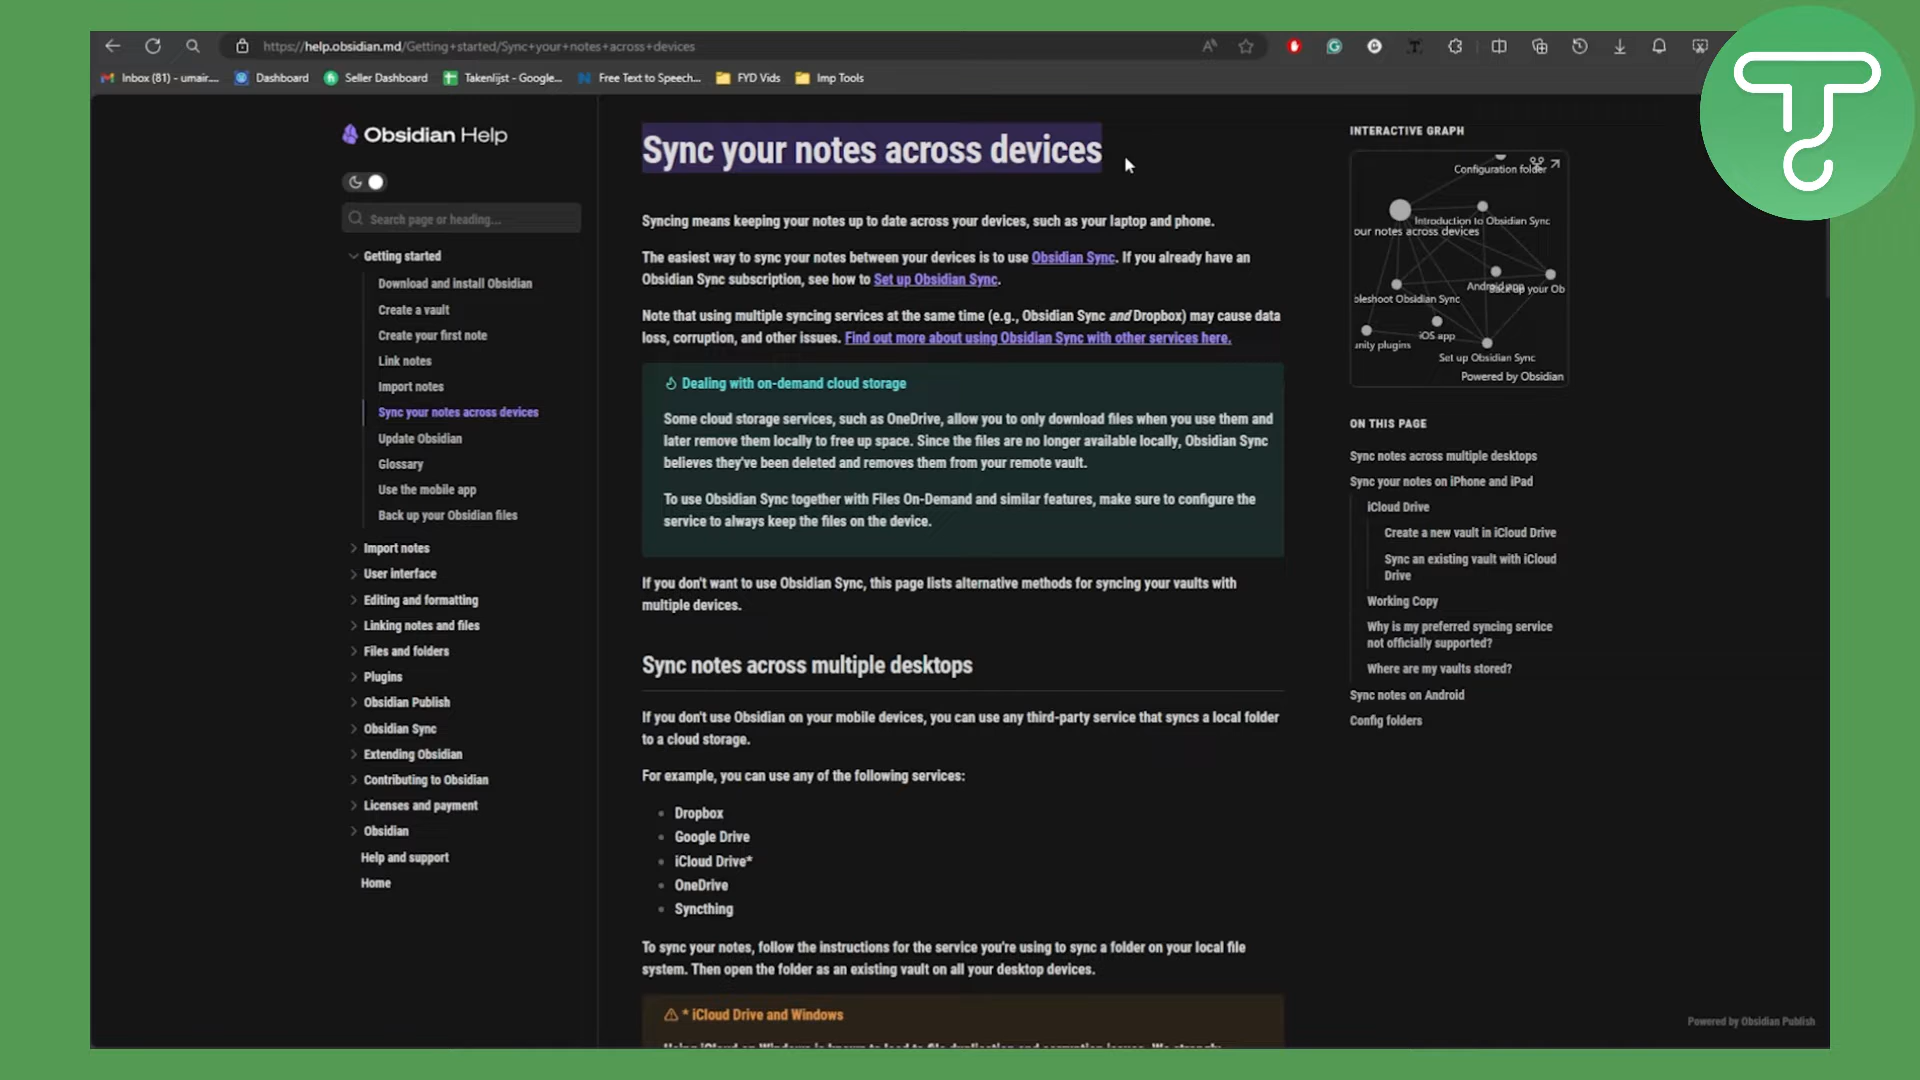 https://help.obsidian.md/Getting+started/Sync+your+notes+across+devices
Inbox (81) - umair....
Dashboard
Seller Dashboard
Takenlijst - Google...
Free Text to Speech...
FYD Vids
Imp Tools
Obsidian Help
Search page or heading...
Getting started
Download and install Obsidian
Create a vault
Create your first note
Link notes
Import notes
Sync your notes across devices
Update Obsidian
Glossary
Use the mobile app
Back up your Obsidian files
Import notes
User interface
Editing and formatting
Linking notes and files
Files and folders
Plugins
Obsidian Publish
Obsidian Sync
Extending Obsidian
Contributing to Obsidian
Licenses and payment
Obsidian
Help and support
Home
Sync your notes across devices
Syncing means keeping your notes up to date across your devices, such as your laptop and phone.
The easiest way to sync your notes between your devices is to use Obsidian Sync. If you already have an
Obsidian Sync subscription, see how to Set up Obsidian Sync.
Note that using multiple syncing services at the same time (e.g., Obsidian Sync and Dropbox) may cause data
loss, corruption, and other issues. Find out more about using Obsidian Sync with other services here.
Dealing with on-demand cloud storage
Some cloud storage services, such as OneDrive, allow you to only download files when you use them and
later remove them locally to free up space. Since the files are no longer available locally, Obsidian Sync
believes they've been deleted and removes them from your remote vault.
To use Obsidian Sync together with Files On-Demand and similar features, make sure to configure the
service to always keep the files on the device.
If you don't want to use Obsidian Sync, this page lists alternative methods for syncing your vaults with
multiple devices.
Sync notes across multiple desktops
If you don't use Obsidian on your mobile devices, you can use any third-party service that syncs a local folder
to a cloud storage.
For example, you can use any of the following services:
Dropbox
Google Drive
iCloud Drive*
OneDrive
Syncthing
To sync your notes, follow the instructions for the service you're using to sync a folder on your local file
system. Then open the folder as an existing vault on all your desktop devices.
* iCloud Drive and Windows
INTERACTIVE GRAPH
Configuration folder
Introduction to Obsidian Sync
our notes across devices
Android app
Back up your Ob
bleshoot Obsidian Sync
iOS app
nity plugins
Set up Obsidian Sync
Powered by Obsidian
ON THIS PAGE
Sync notes across multiple desktops
Sync your notes on iPhone and iPad
iCloud Drive
Create a new vault in iCloud Drive
Sync an existing vault with iCloud
Drive
Working Copy
Why is my preferred syncing service
not officially supported?
Where are my vaults stored?
Sync notes on Android
Config folders
Powered by Obsidian Publish